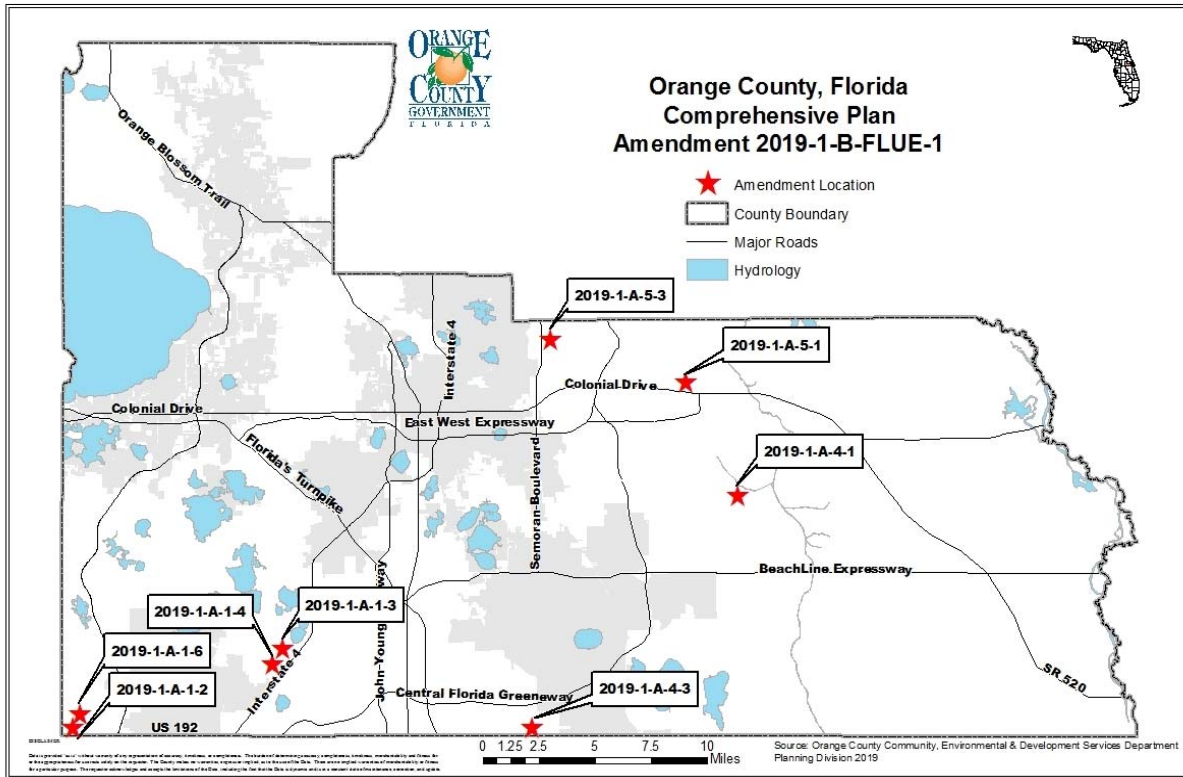 ORANGE
COUNTY
GOVERNMENT
FLORIDA
Orange County, Florida
Comprehensive Plan
Amendment 2019-1-B-FLUE-1
Amendment Location
County Boundary
Major Roads
Hydrology
Orange Blossom Trail
2019-1-A-5-3
Interstate 4
2019-1-A-5-1
Colonial Drive
Colonial Drive
East West Expressway
Florida's Turnpike
2019-1-A-4-1
Semoran Boulevard
BeachLine Expressway
2019-1-A-1-3
2019-1-A-1-4
2019-1-A-1-6
2019-1-A-1-2
Interstate 4
John Young
way
Central Florida Greeneway
2019-1-A-4-3
SR 520
US 192
0 1.25 2.5 5 7.5 10
Miles
Source: Orange County Community, Environmental & Development Services Department
Planning Division 2019